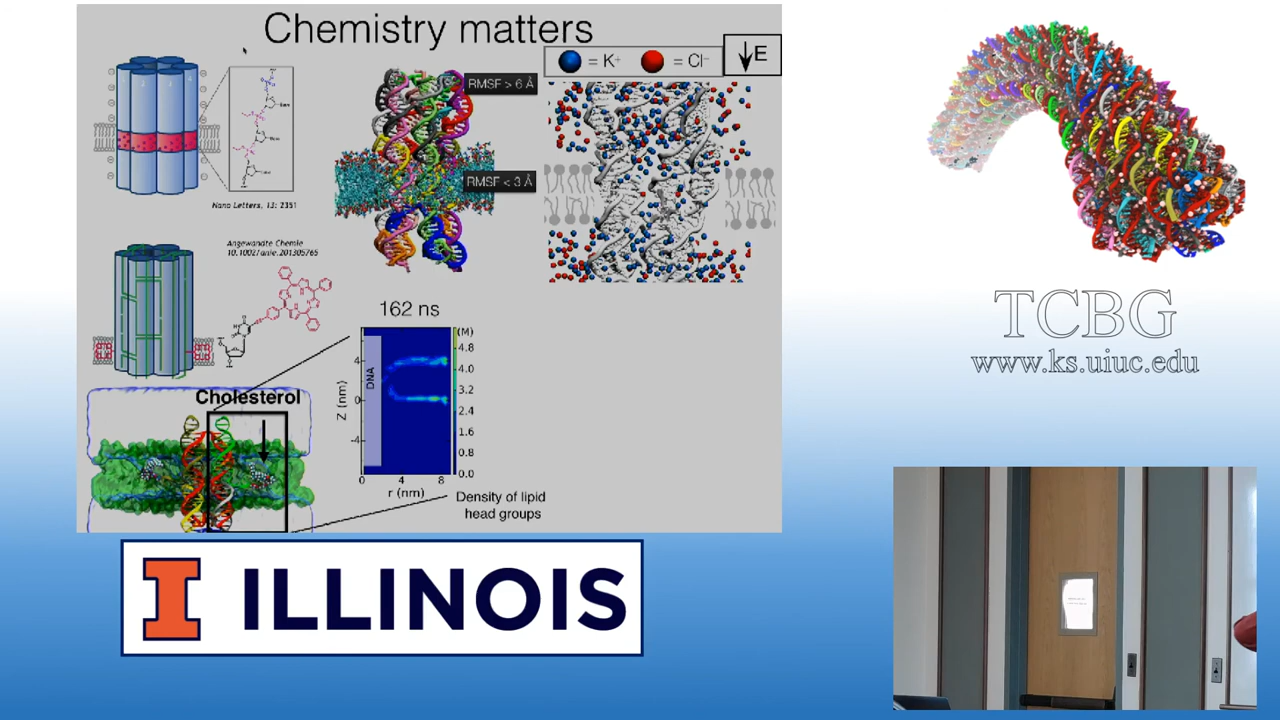 Chemistry matters
= K⁺
= Cl⁻
E
RMSF > 6 Å
RMSF < 3 Å
Nano Letters, 13: 2351
Angewandte Chemie
10.1002/anie.201305765
162 ns
Cholesterol
DNA
Z (nm)
4
0
-4
0
4
8
r (nm)
(M)
4.8
4.0
3.2
2.4
1.6
0.8
0.0
Density of lipid
head groups
TCBG
www.ks.uiuc.edu
I ILLINOIS